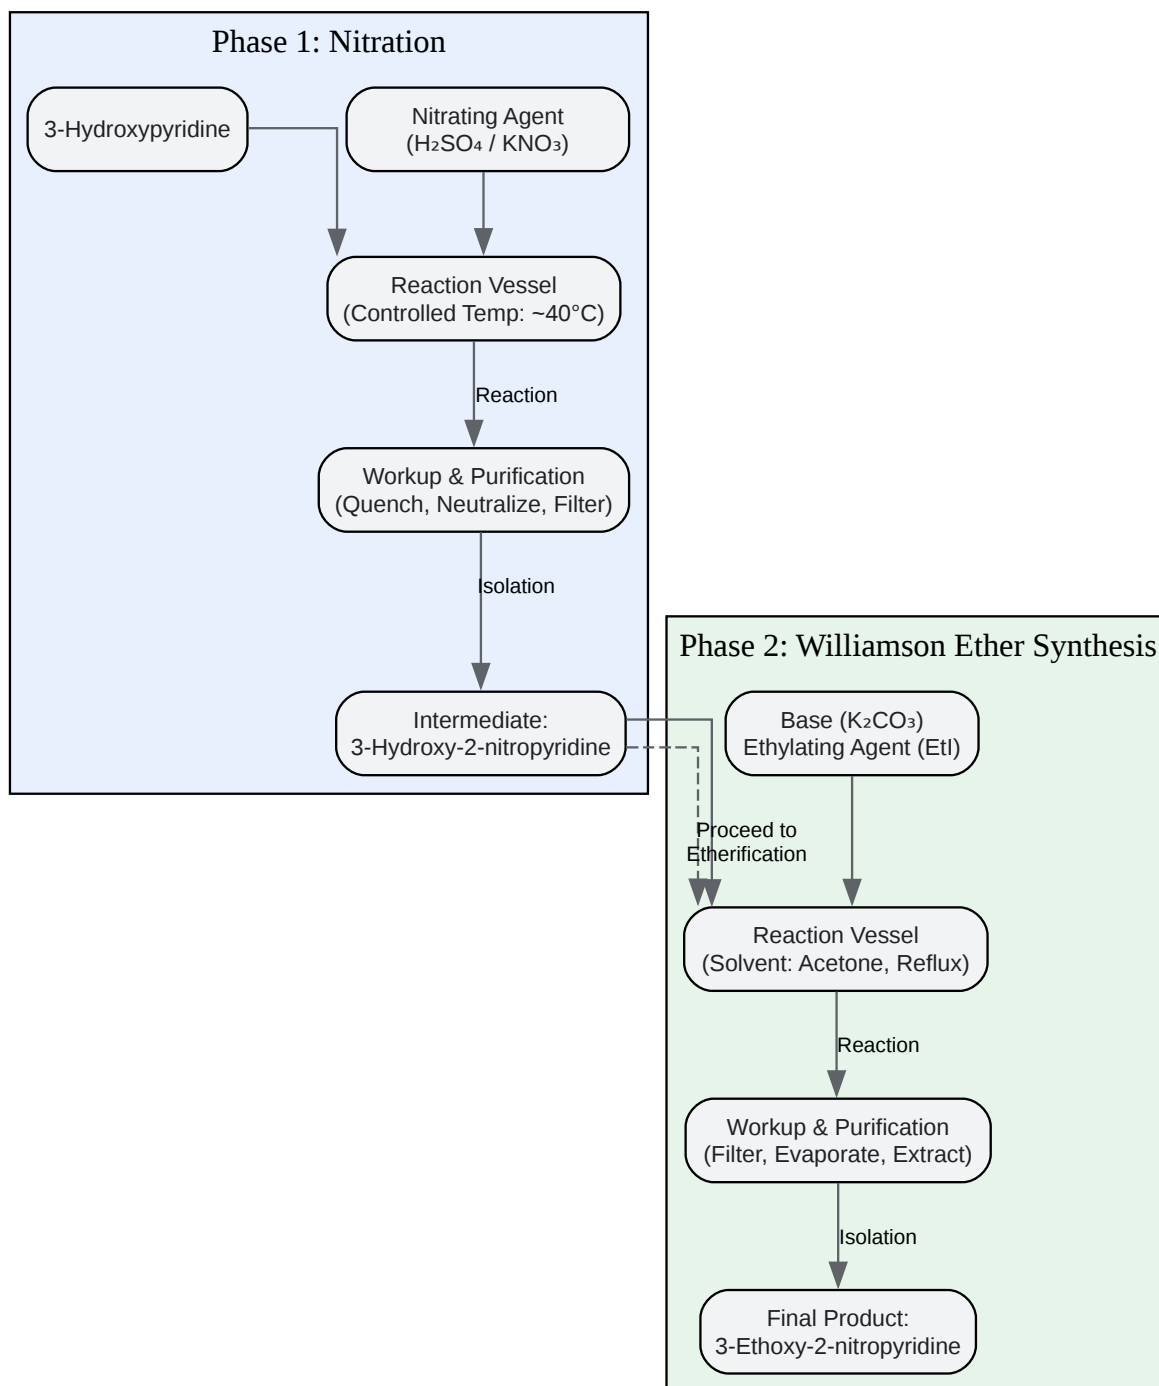 Phase 1: Nitration
3-Hydroxypyridine
Nitrating Agent
(H₂SO₄ / KNO₃)
Reaction Vessel
(Controlled Temp: ~40°C)
Reaction
Workup & Purification
(Quench, Neutralize, Filter)
Isolation
Intermediate:
3-Hydroxy-2-nitropyridine
Phase 2: Williamson Ether Synthesis
Base (K₂CO₃)
Ethylating Agent (EtI)
Proceed to
Etherification
Reaction Vessel
(Solvent: Acetone, Reflux)
Reaction
Workup & Purification
(Filter, Evaporate, Extract)
Isolation
Final Product:
3-Ethoxy-2-nitropyridine